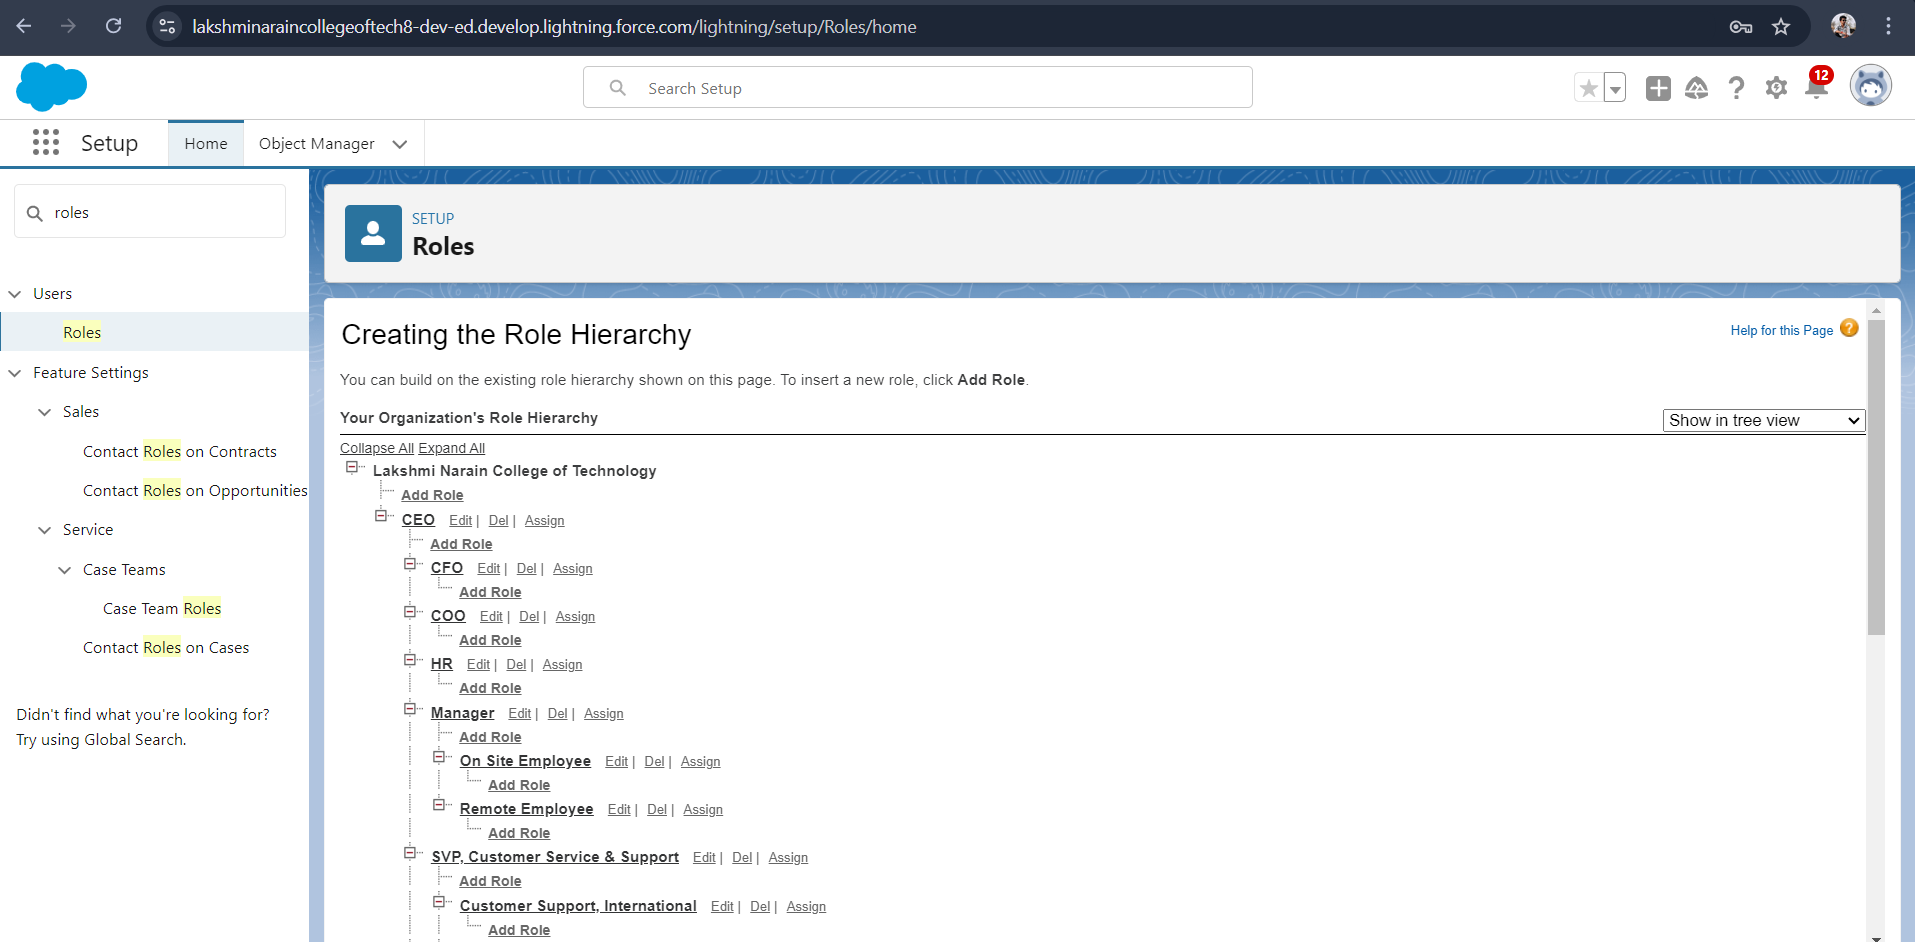 lakshminaraincollegeoftech8-dev-ed.develop.lightning.force.com/lightning/setup/Roles/home
Search Setup
12
Setup
Home
Object Manager
roles
Users
Roles
Feature Settings
Sales
Contact Roles on Contracts
Contact Roles on Opportunities
Service
Case Teams
Case Team Roles
Contact Roles on Cases
Didn't find what you're looking for?
Try using Global Search.
SETUP
Roles
Creating the Role Hierarchy
Help for this Page ?
You can build on the existing role hierarchy shown on this page. To insert a new role, click Add Role.
Your Organization's Role Hierarchy
Show in tree view
Collapse All Expand All
Lakshmi Narain College of Technology
Add Role
CEO Edit | Del | Assign
Add Role
CFO Edit | Del | Assign
Add Role
COO Edit | Del | Assign
Add Role
HR Edit | Del | Assign
Add Role
Manager Edit | Del | Assign
Add Role
On Site Employee Edit | Del | Assign
Add Role
Remote Employee Edit | Del | Assign
Add Role
SVP, Customer Service & Support Edit | Del | Assign
Add Role
Customer Support, International Edit | Del | Assign
Add Role